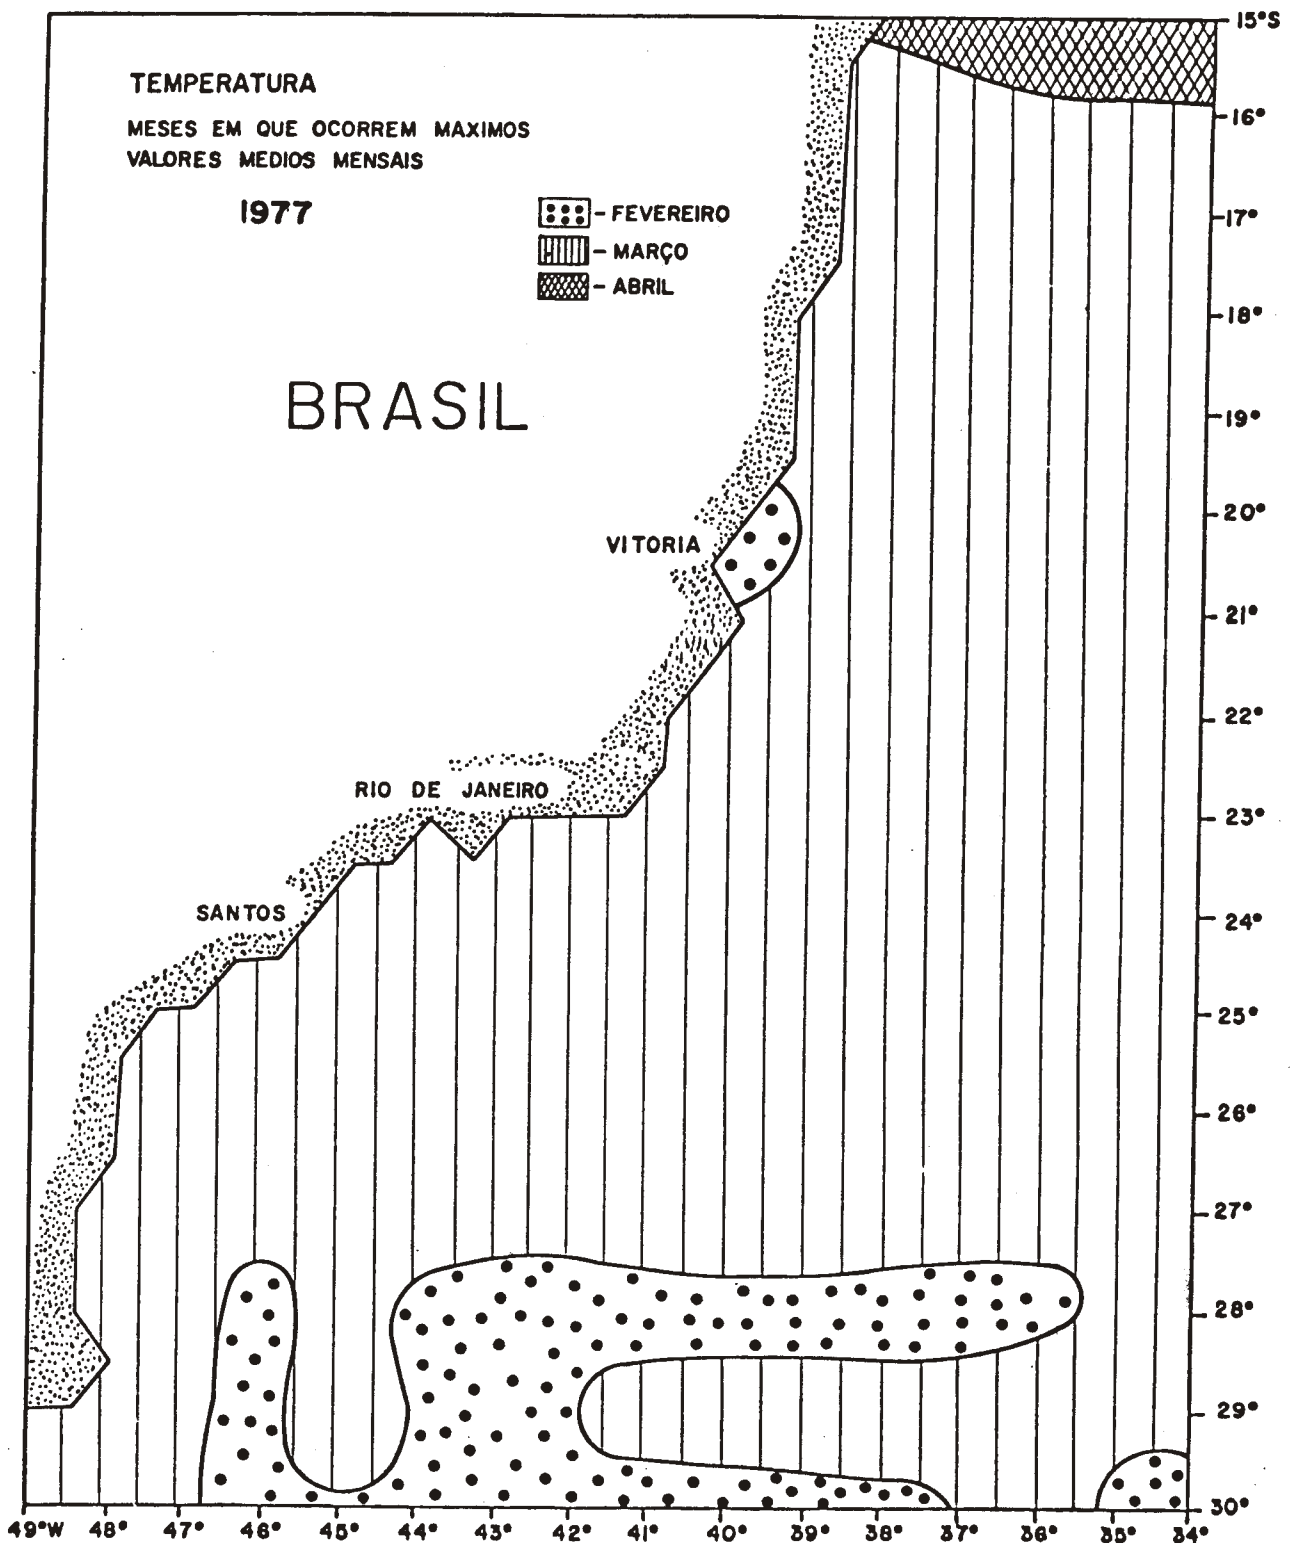 TEMPERATURA
MESES EM QUE OCORREM MAXIMOS
VALORES MEDIOS MENSAIS
1977
- FEVEREIRO
- MARÇO
- ABRIL
BRASIL
VITORIA
RIO DE JANEIRO
SANTOS
15°S
16°
17°
18°
19°
20°
21°
22°
23°
24°
25°
26°
27°
28°
29°
30°
49°W 48° 47° 46° 45° 44° 43° 42° 41° 40° 39° 38° 37° 36° 35° 34°